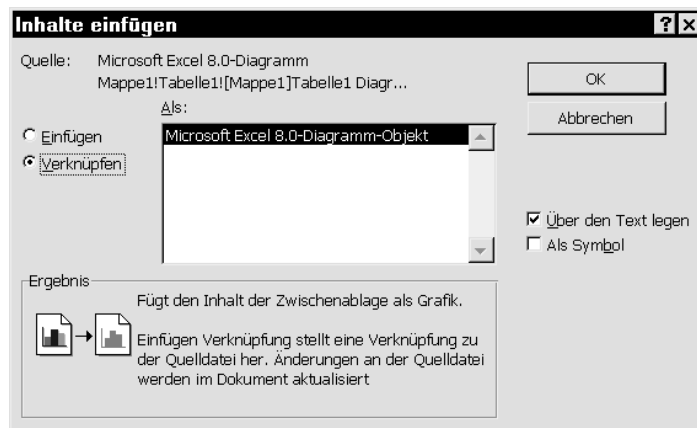 Inhalte einfügen
Quelle: Microsoft Excel 8.0-Diagramm
Mappe1!Tabelle1![Mappe1]Tabelle1 Diagr...
Als:
Einfügen
Verknüpfen
Microsoft Excel 8.0-Diagramm-Objekt
OK
Abbrechen
Über den Text legen
Als Symbol
Ergebnis
Fügt den Inhalt der Zwischenablage als Grafik.
Einfügen Verknüpfung stellt eine Verknüpfung zu
der Quelldatei her. Änderungen an der Quelldatei
werden im Dokument aktualisiert